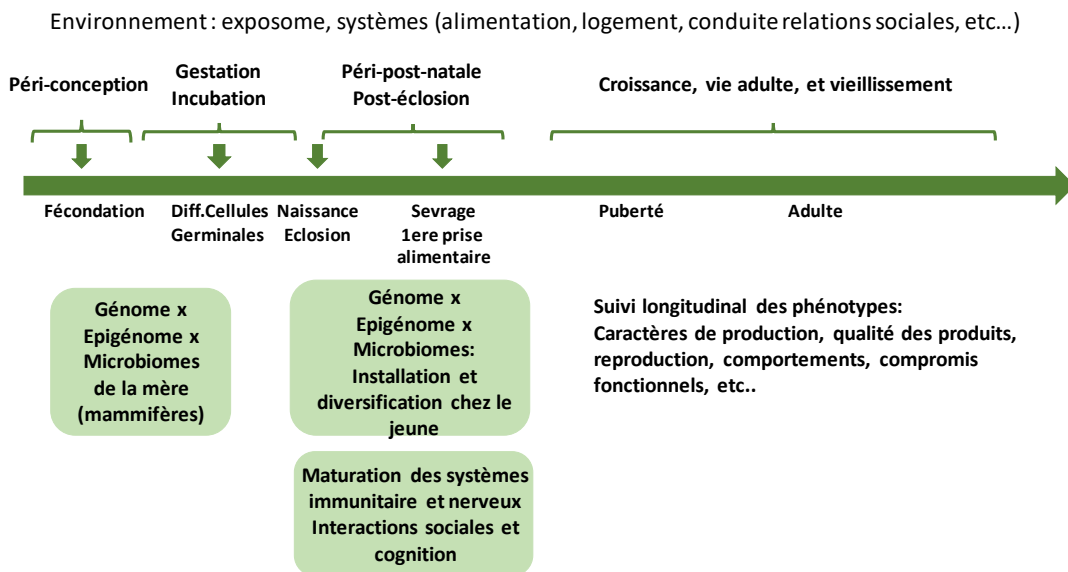 Environnement : exposome, systèmes (alimentation, logement, conduite relations sociales, etc…)
Péri-conception
Gestation
Incubation
Péri-post-natale
Post-éclosion
Croissance, vie adulte, et vieillissement
Fécondation
Diff.Cellules
Germinales
Naissance
Eclosion
Sevrage
1ere prise
alimentaire
Puberté
Adulte
Génome x
Epigénome x
Microbiomes
de la mère
(mammifères)
Génome x
Epigénome x
Microbiomes:
Installation et
diversification chez le
jeune
Maturation des systèmes
immunitaire et nerveux
Interactions sociales et
cognition
Suivi longitudinal des phénotypes:
Caractères de production, qualité des produits,
reproduction, comportements, compromis
fonctionnels, etc..